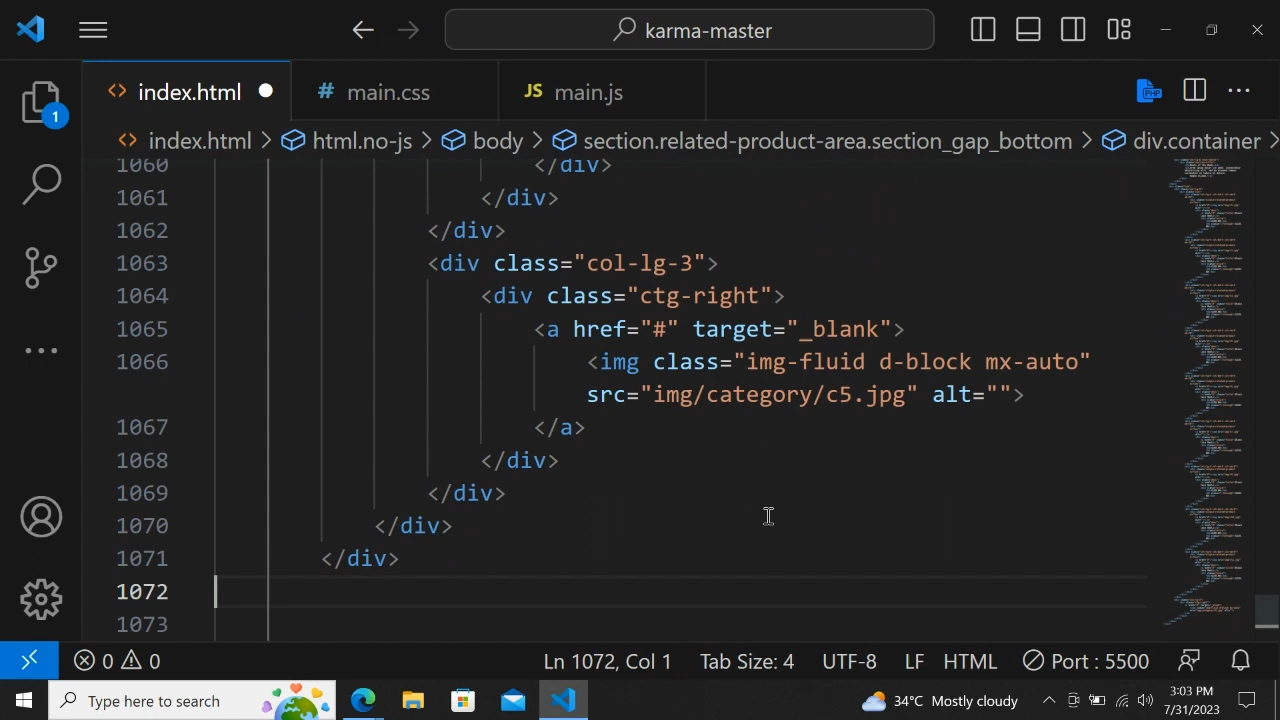 karma-master
index.html
# main.css
JS main.js
PHP
1
index.html > html.no-js > body > section.related-product-area.section_gap_bottom > div.container >
1060 </div>
1061 </div>
1062 </div>
1063 <div class="col-lg-3">
1064 <div class="ctg-right">
1065 <a href="#" target="_blank">
1066 <img class="img-fluid d-block mx-auto"
src="img/category/c5.jpg" alt="">
1067 </a>
1068 </div>
1069 </div>
1070 </div>
1071 </div>
1072
1073
0 0 Ln 1072, Col 1 Tab Size: 4 UTF-8 LF HTML Port : 5500
Type here to search 34°C Mostly cloudy 3:03 PM
7/31/2023